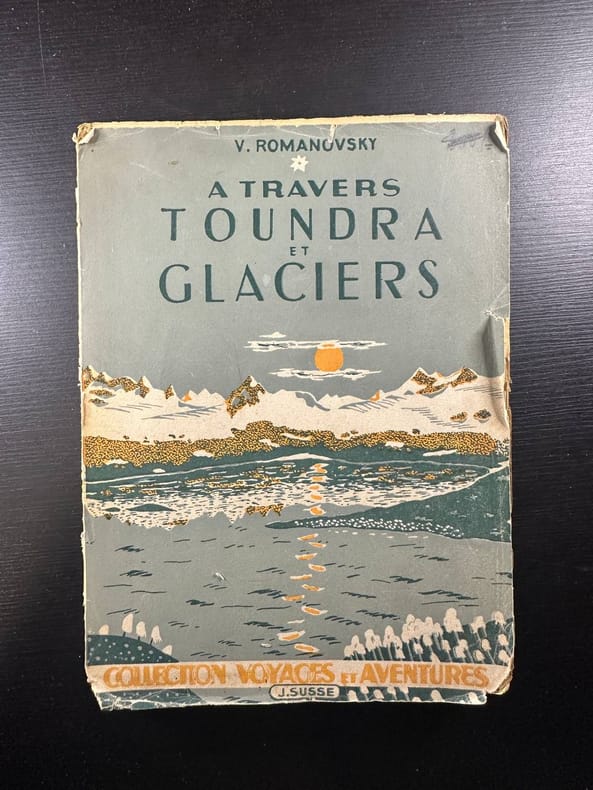 V. ROMANOVSKY
A TRAVERS
TOUNDRA
ET
GLACIERS
COLLECTION VOYAGES ET AVENTURES
J. SUSSE